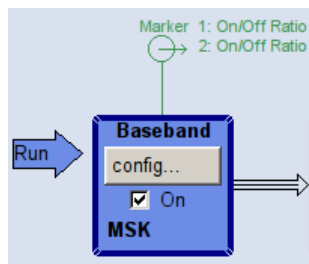 Marker 1: On/Off Ratio
2: On/Off Ratio
Baseband
Run
config...
On
MSK